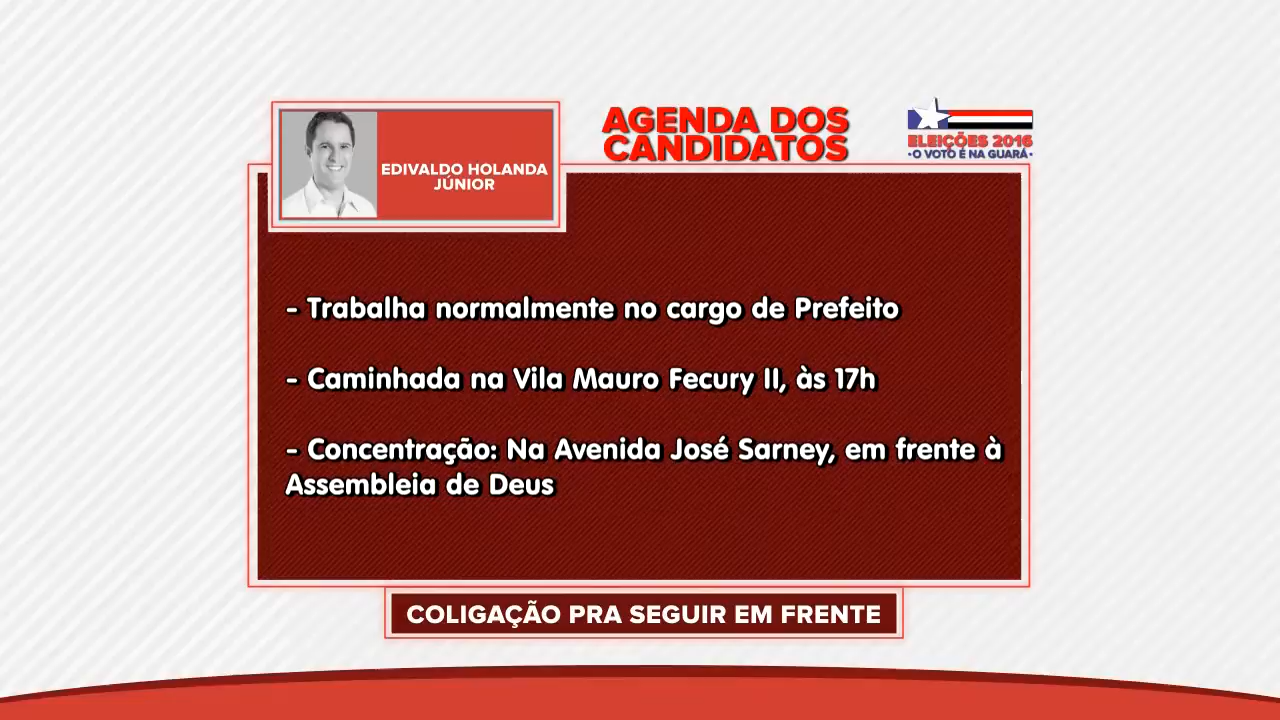 AGENDA DOS
CANDIDATOS
ELEIÇÕES 2016
•O VOTO É NA GUARÁ•
EDIVALDO HOLANDA
JÚNIOR
- Trabalha normalmente no cargo de Prefeito
- Caminhada na Vila Mauro Fecury II, às 17h
- Concentração: Na Avenida José Sarney, em frente à
Assembleia de Deus
COLIGAÇÃO PRA SEGUIR EM FRENTE